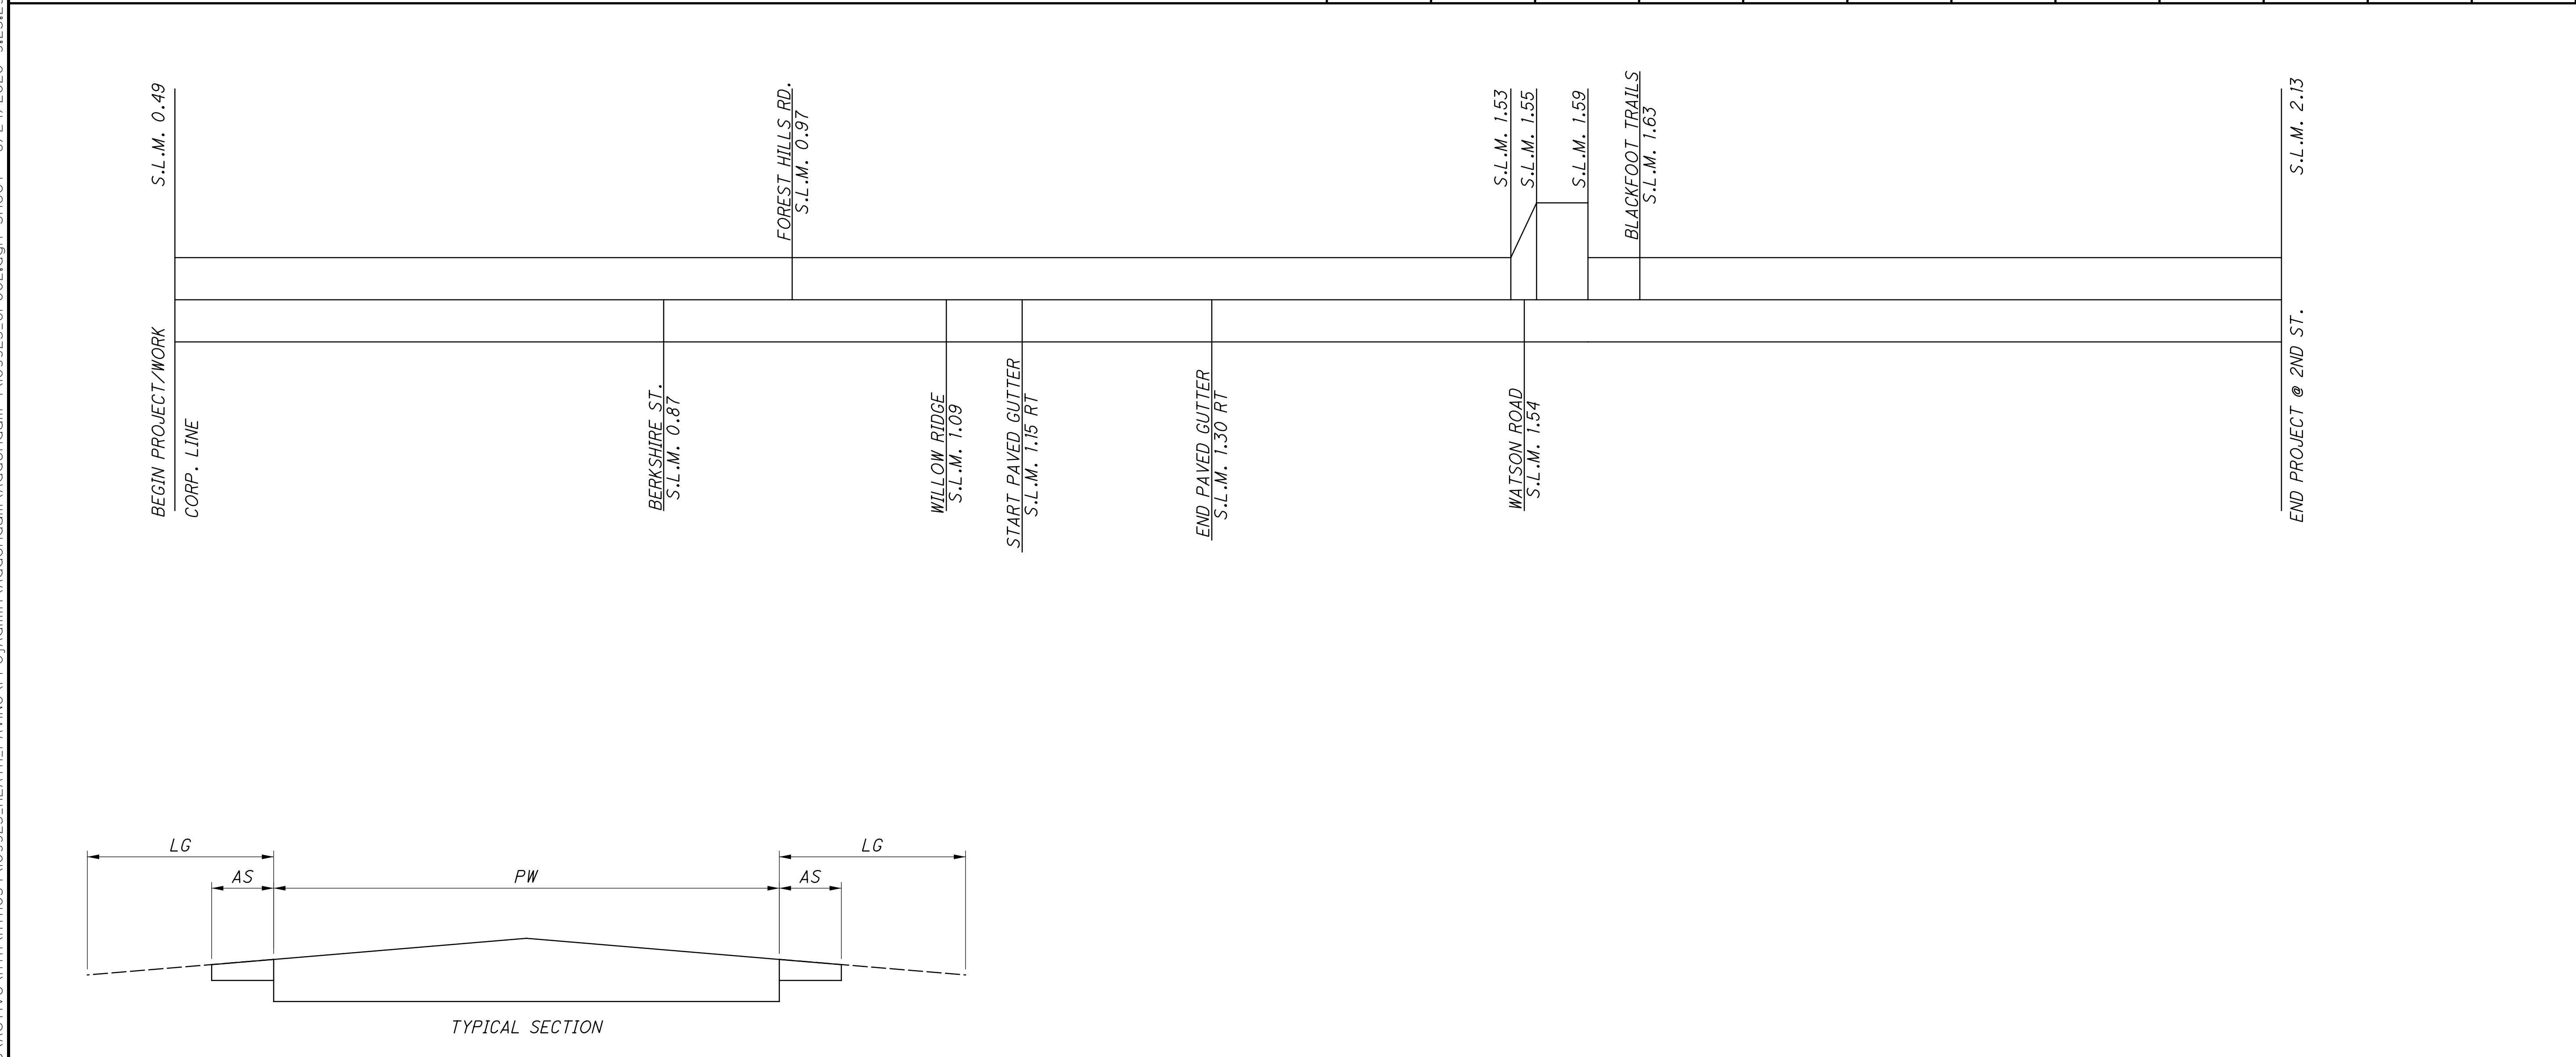 S.L.M. 0.49
BEGIN PROJECT/WORK
CORP. LINE
BERKSHIRE ST.
S.L.M. 0.87
FOREST HILLS RD.
S.L.M. 0.97
WILLOW RIDGE
S.L.M. 1.09
START PAVED GUTTER
S.L.M. 1.15 RT
END PAVED GUTTER
S.L.M. 1.30 RT
S.L.M. 1.53
S.L.M. 1.55
WATSON ROAD
S.L.M. 1.54
S.L.M. 1.59
BLACKFOOT TRAILS
S.L.M. 1.63
S.L.M. 2.13
END PROJECT @ 2ND ST.
LG
LG
AS
PW
AS
TYPICAL SECTION